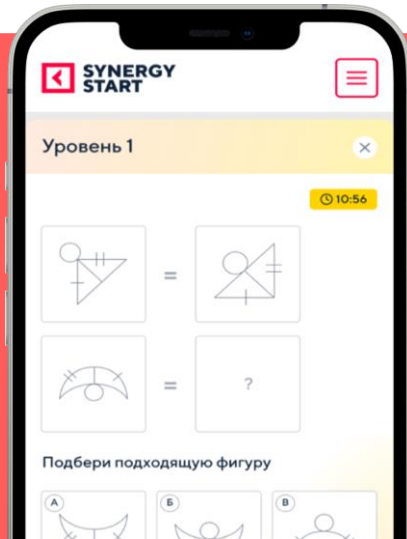 SYNERGY
START
Уровень 1
10:56
=
= ?
Подбери подходящую фигуру
А Б В